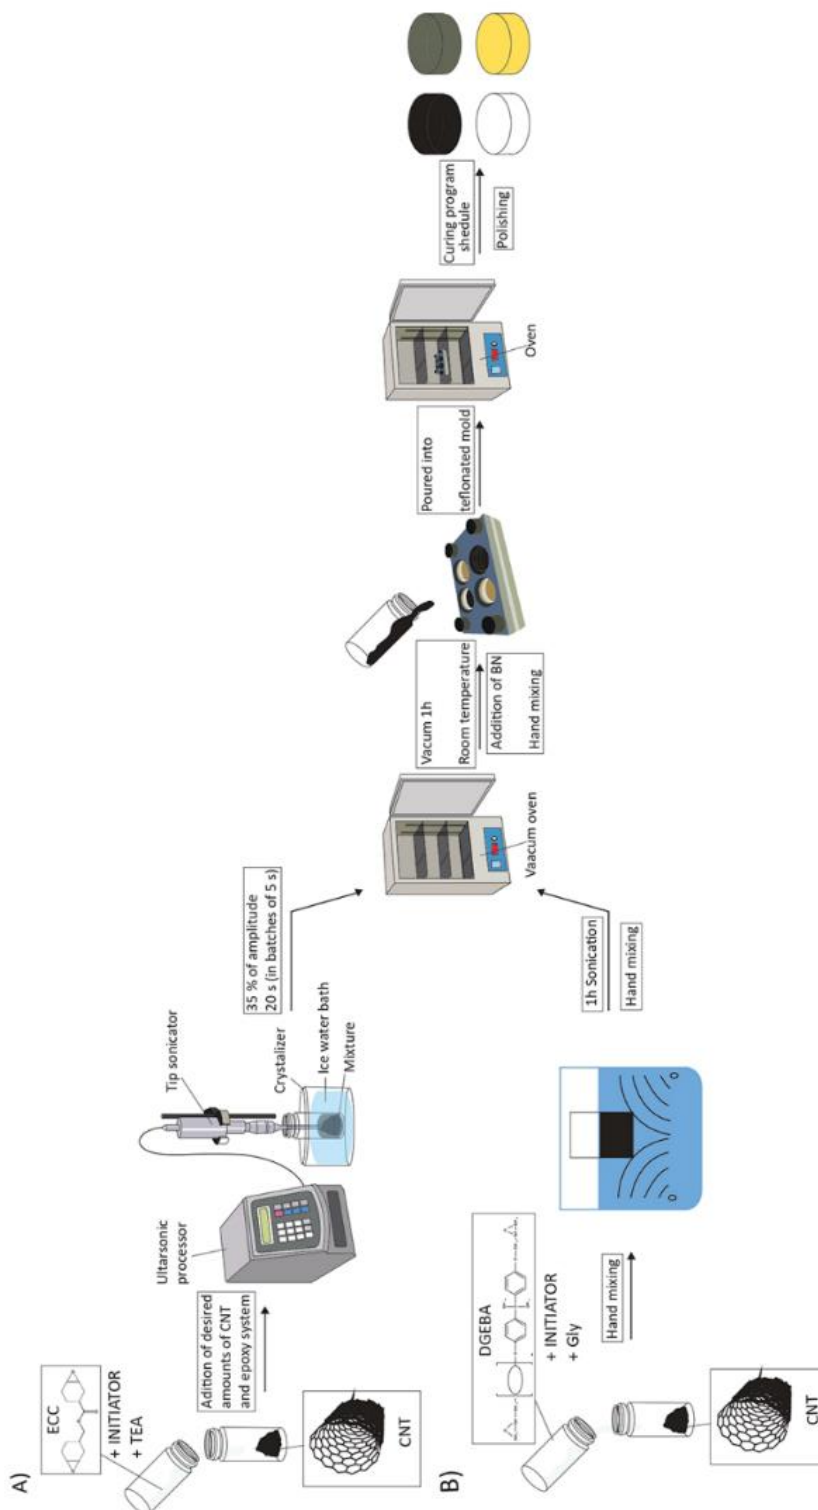 A)
ECC
+ INITIATOR
+ TEA
CNT
Adition of desired
amounts of CNT
and epoxy system
Ultarsonic
processor
Tip sonicator
Crystalizer
Ice water bath
Mixture
35 % of amplitude
20 s (in batches of 5 s)
B)
DGEBA
+ INITIATOR
+ Gly
CNT
Hand mixing
1h Sonication
Hand mixing
Vaacum oven
Vacum 1h
Room temperature
Addition of BN
Hand mixing
Poured into
teflonated mold
Oven
Curing program
shedule
Polishing